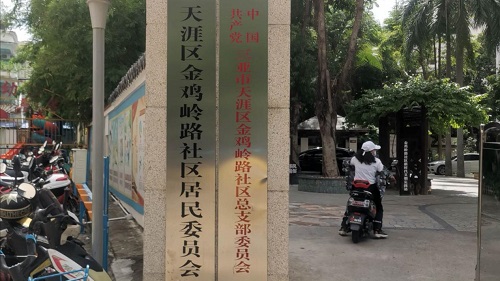 中国
共产党三亚市天涯区金鸡岭路社区总支部委员会
天涯区金鸡岭路社区居民委员会